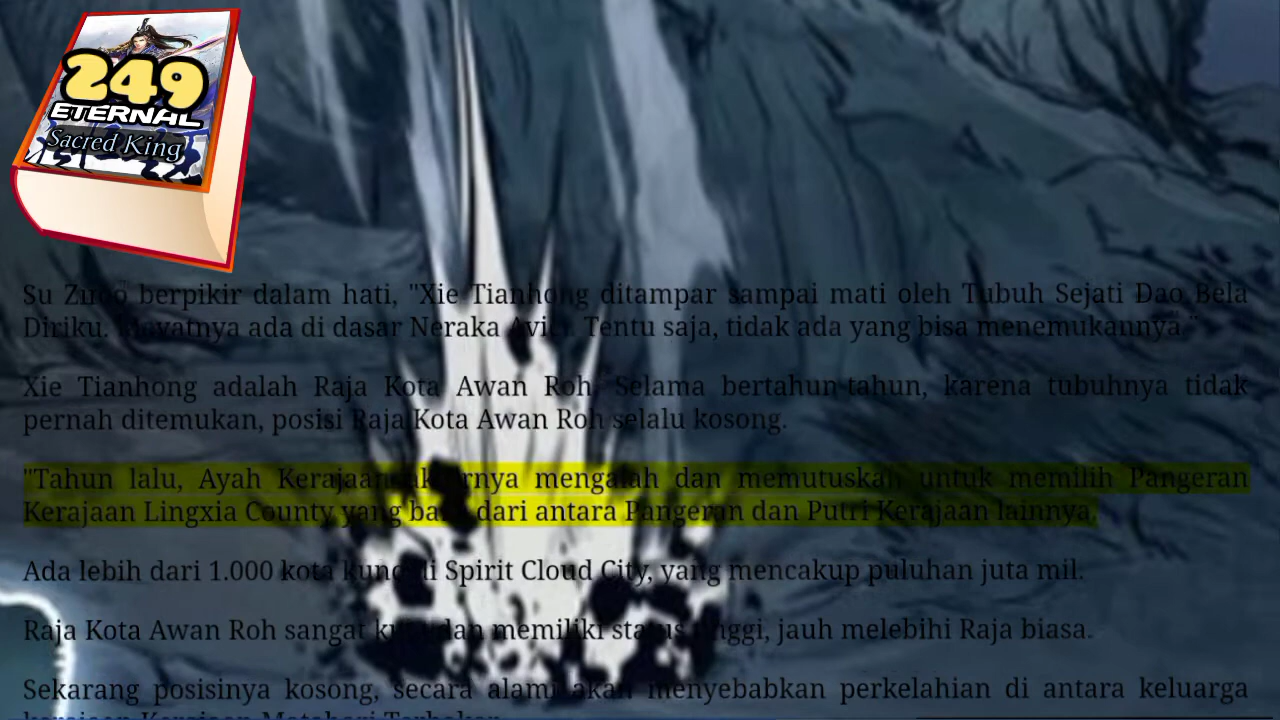 249
ETERNAL
Sacred King
Su Zimo berpikir dalam hati, "Xie Tianhong ditampar sampai mati oleh Tubuh Sejati Dao Bela
Diriku. Mayatnya ada di dasar Neraka Avici. Tentu saja, tidak ada yang bisa menemukannya."
Xie Tianhong adalah Raja Kota Awan Roh. Selama bertahun-tahun, karena tubuhnya tidak
pernah ditemukan, posisi Raja Kota Awan Roh selalu kosong.
"Tahun lalu, Ayah Kerajaan akhirnya mengalah dan memutuskan untuk memilih Pangeran
Kerajaan Lingxia County yang baru dari antara Pangeran dan Putri Kerajaan lainnya.
Ada lebih dari 1.000 kota kuno di Spirit Cloud City, yang mencakup puluhan juta mil.
Raja Kota Awan Roh sangat kuat dan memiliki status tinggi, jauh melebihi Raja biasa.
Sekarang posisinya kosong, secara alami akan menyebabkan perkelahian di antara keluarga
kerajaan Kerajaan Matahari Terbakar.